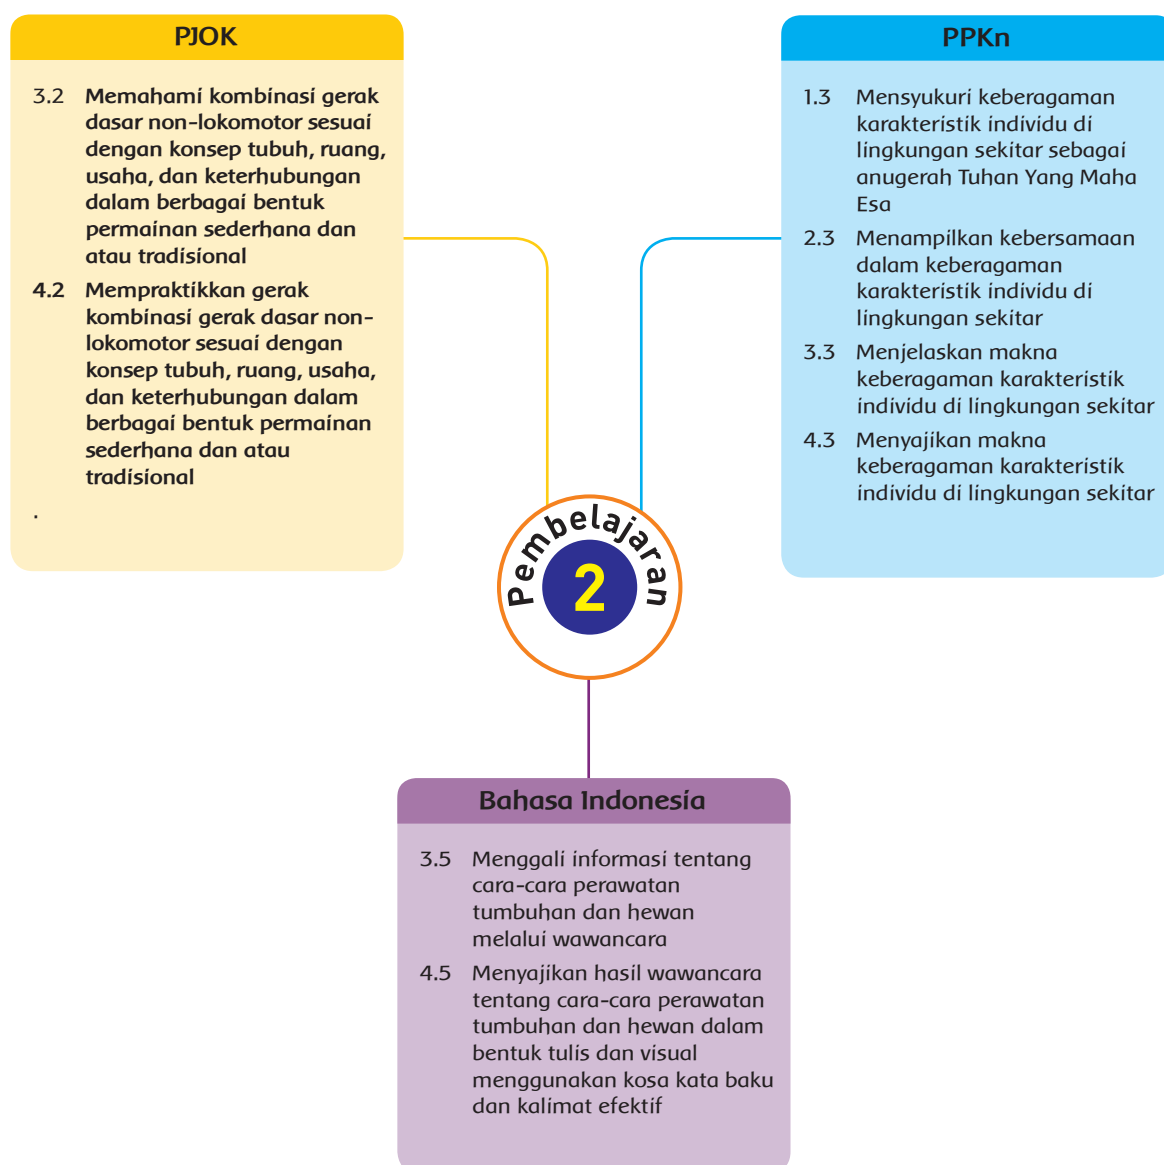 PJOK
3.2 Memahami kombinasi gerak
dasar non-lokomotor sesuai
dengan konsep tubuh, ruang,
usaha, dan keterhubungan
dalam berbagai bentuk
permainan sederhana dan
atau tradisional
4.2 Mempraktikkan gerak
kombinasi gerak dasar non-
lokomotor sesuai dengan
konsep tubuh, ruang, usaha,
dan keterhubungan dalam
berbagai bentuk permainan
sederhana dan atau
tradisional
.
PPKn
1.3 Mensyukuri keberagaman
karakteristik individu di
lingkungan sekitar sebagai
anugerah Tuhan Yang Maha
Esa
2.3 Menampilkan kebersamaan
dalam keberagaman
karakteristik individu di
lingkungan sekitar
3.3 Menjelaskan makna
keberagaman karakteristik
individu di lingkungan sekitar
4.3 Menyajikan makna
keberagaman karakteristik
individu di lingkungan sekitar
Pembelajaran
2
Bahasa Indonesia
3.5 Menggali informasi tentang
cara-cara perawatan
tumbuhan dan hewan
melalui wawancara
4.5 Menyajikan hasil wawancara
tentang cara-cara perawatan
tumbuhan dan hewan dalam
bentuk tulis dan visual
menggunakan kosa kata baku
dan kalimat efektif